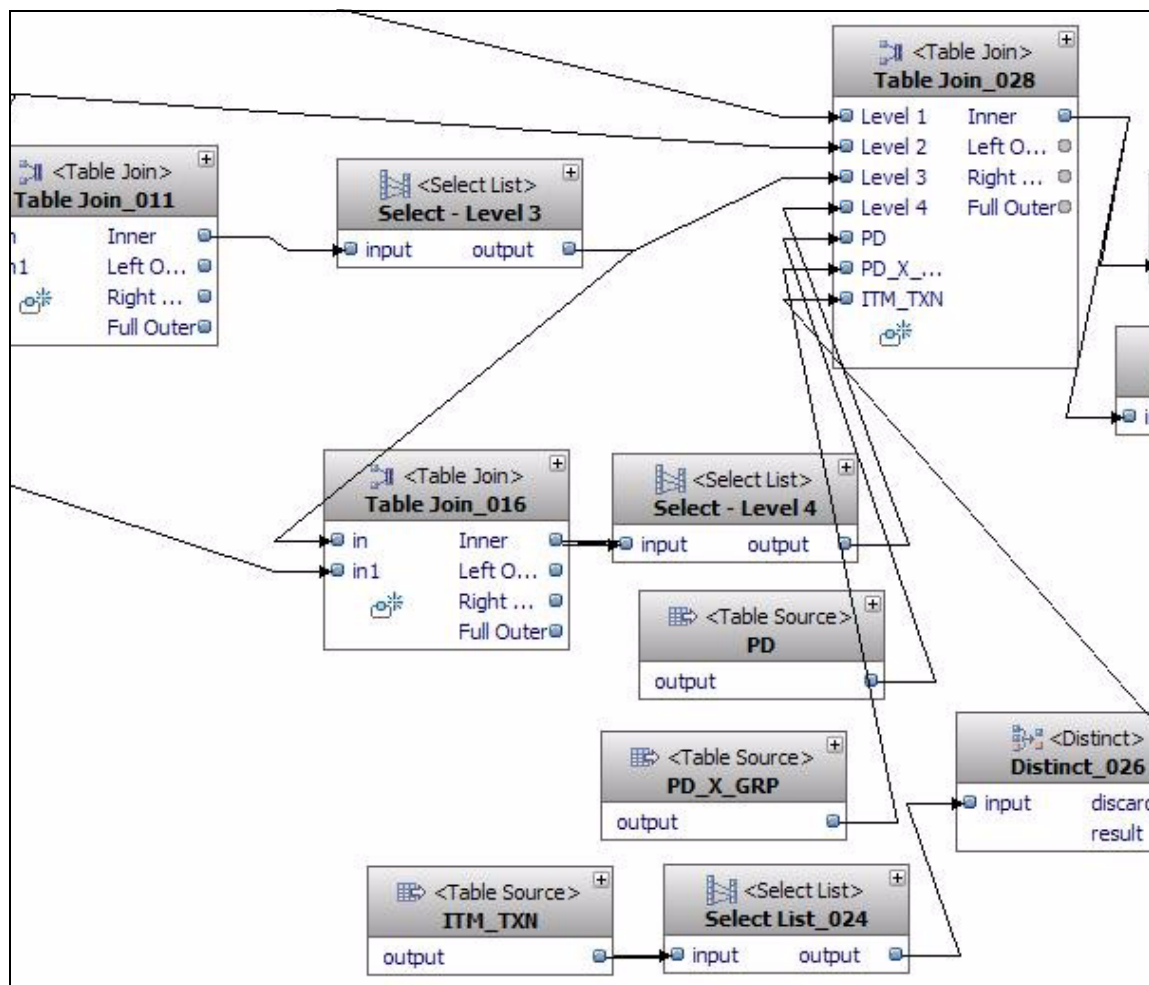 <Table Join>
Table Join_028
Level 1 Inner
Level 2 Left O...
Level 3 Right ...
Level 4 Full Outer
PD
PD_X_...
ITM_TXN
<Table Join>
Table Join_011
Inner
n1 Left O...
Right ...
Full Outer
<Select List>
Select - Level 3
input output
<Table Join>
Table Join_016
in Inner
in1 Left O...
Right ...
Full Outer
<Select List>
Select - Level 4
input output
<Table Source>
PD
output
<Table Source>
PD_X_GRP
output
<Distinct>
Distinct_026
input discard
result
<Table Source>
ITM_TXN
output
<Select List>
Select List_024
input output